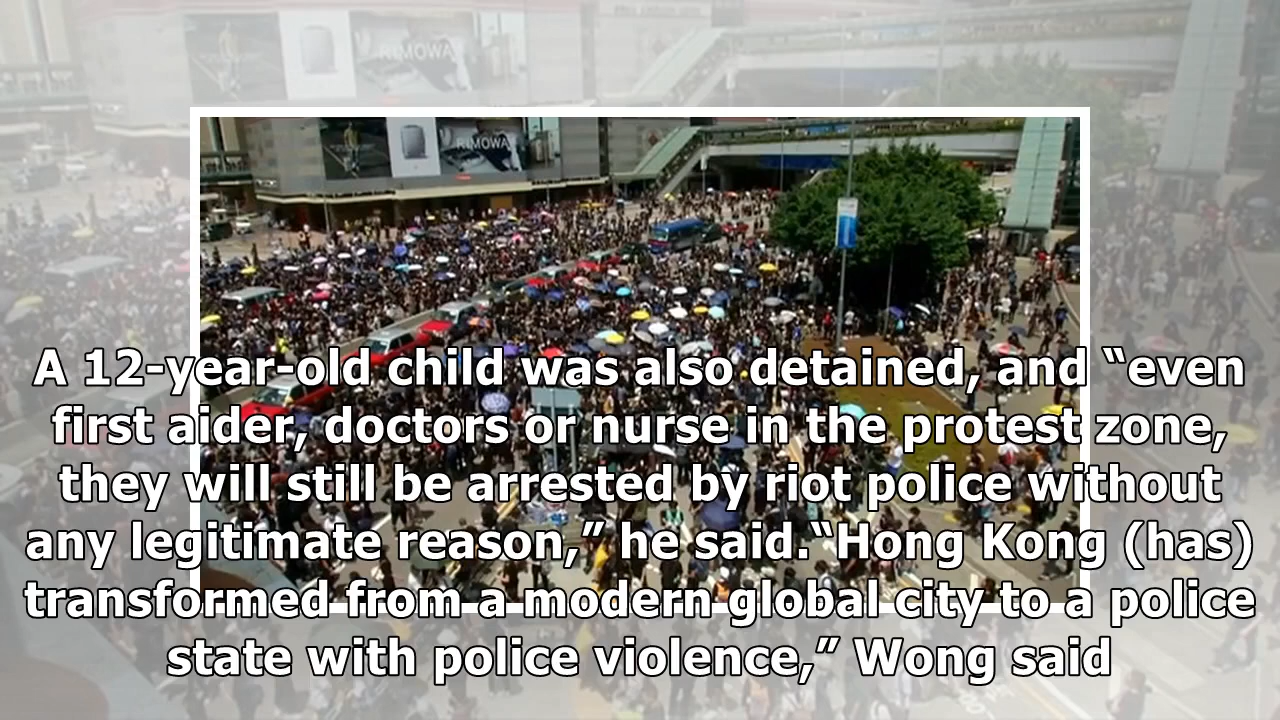 RIMOWA
RIMOWA
A 12-year-old child was also detained, and “even
first aider, doctors or nurse in the protest zone,
they will still be arrested by riot police without
any legitimate reason,” he said.“Hong Kong (has)
transformed from a modern global city to a police
state with police violence,” Wong said